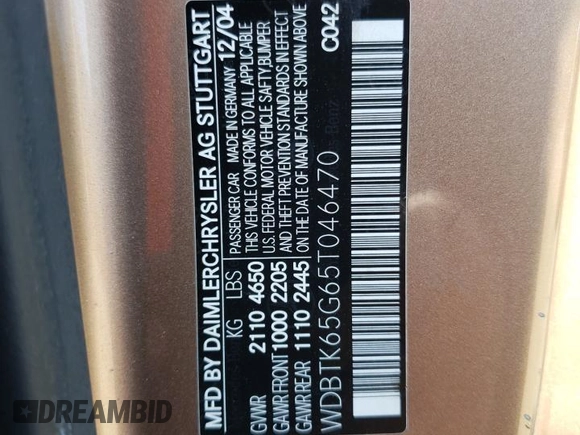 MFD BY DAIMLERCHRYSLER AG STUTTGART
PASSENGER CAR MADE IN GERMANY 12/04
KG LBS
THIS VEHICLE CONFORMS TO ALL APPLICABLE
GVWR 2110 4650
U.S. FEDERAL MOTOR VEHICLE SAFETY/BUMPER
GAWR FRONT 1000 2205
AND THEFT PREVENTION STANDARDS IN EFFECT
GAWR REAR 1110 2445
ON THE DATE OF MANUFACTURE SHOWN ABOVE
WDBTK65G65T046470
C042
DREAMBID